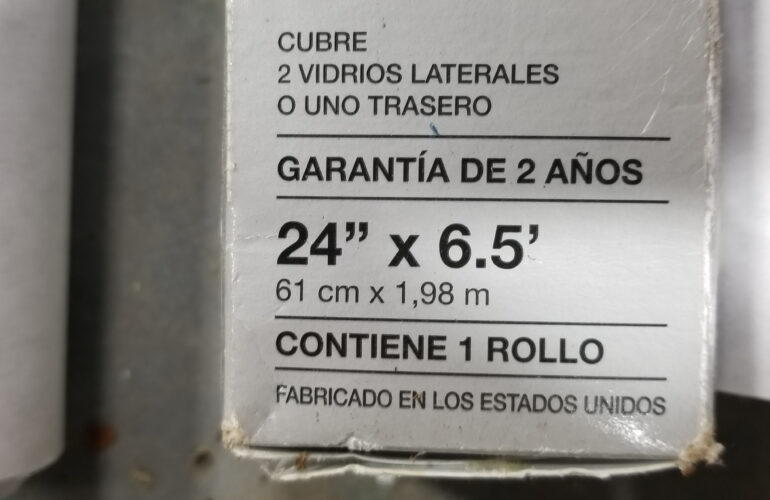 CUBRE
2 VIDRIOS LATERALES
O UNO TRASERO
GARANTÍA DE 2 AÑOS
24” x 6.5’
61 cm x 1,98 m
CONTIENE 1 ROLLO
FABRICADO EN LOS ESTADOS UNIDOS